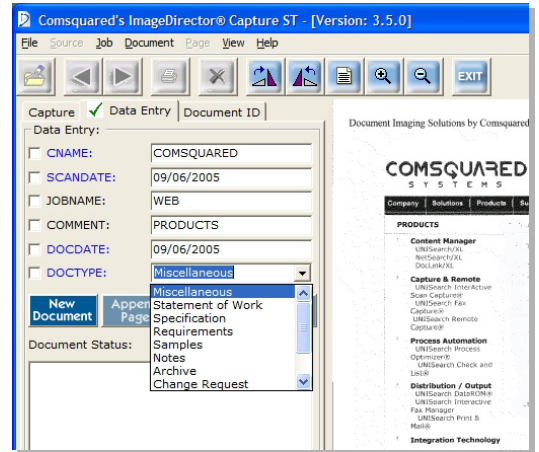 Comsquared's ImageDirector® Capture ST - [Version: 3.5.0]
File Source Job Document Page View Help
EXIT
Capture Data Entry Document ID
Data Entry:
CNAME: COMSQUARED
SCANDATE: 09/06/2005
JOBNAME: WEB
COMMENT: PRODUCTS
DOCDATE: 09/06/2005
DOCTYPE: Miscellaneous
New Document
Document Status:
Miscellaneous
Statement of Work
Specification
Requirements
Samples
Notes
Archive
Change Request
Document Imaging Solutions by Comsquared
COMSQUARED
SYSTEMS
Company Solutions Products
PRODUCTS
Content Manager
UNISearch/XL
NetSearch/XL
DocLink/XL
Capture & Remote
UNISearch InterActive
Scan Capture®
UNISearch Fax
Capture®
UNISearch Remote
Capture®
Process Automation
UNISearch Process
Optimizer®
UNISearch Check and
List®
Distribution / Output
UNISearch DataROM®
UNISearch Interactive
Fax Manager
UNISearch Print &
Mail®
Integration Technology